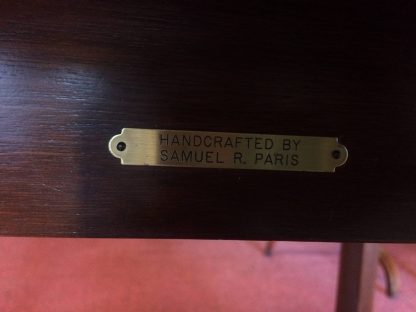 HANDCRAFTED BY
SAMUEL R. PARIS